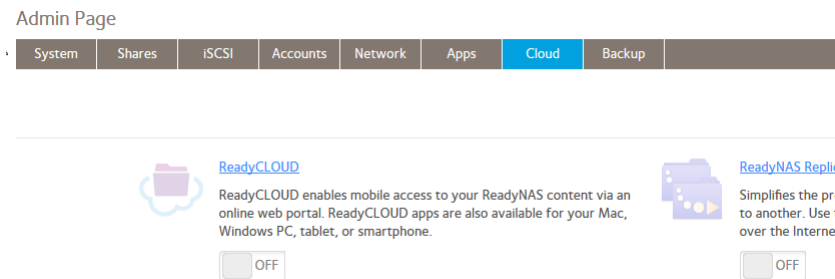 Admin Page
System Shares iSCSI Accounts Network Apps Cloud Backup
ReadyCLOUD
ReadyCLOUD enables mobile access to your ReadyNAS content via an
online web portal. ReadyCLOUD apps are also available for your Mac,
Windows PC, tablet, or smartphone.
OFF
ReadyNAS Replic
Simplifies the pr
to another. Use
over the Interne
OFF